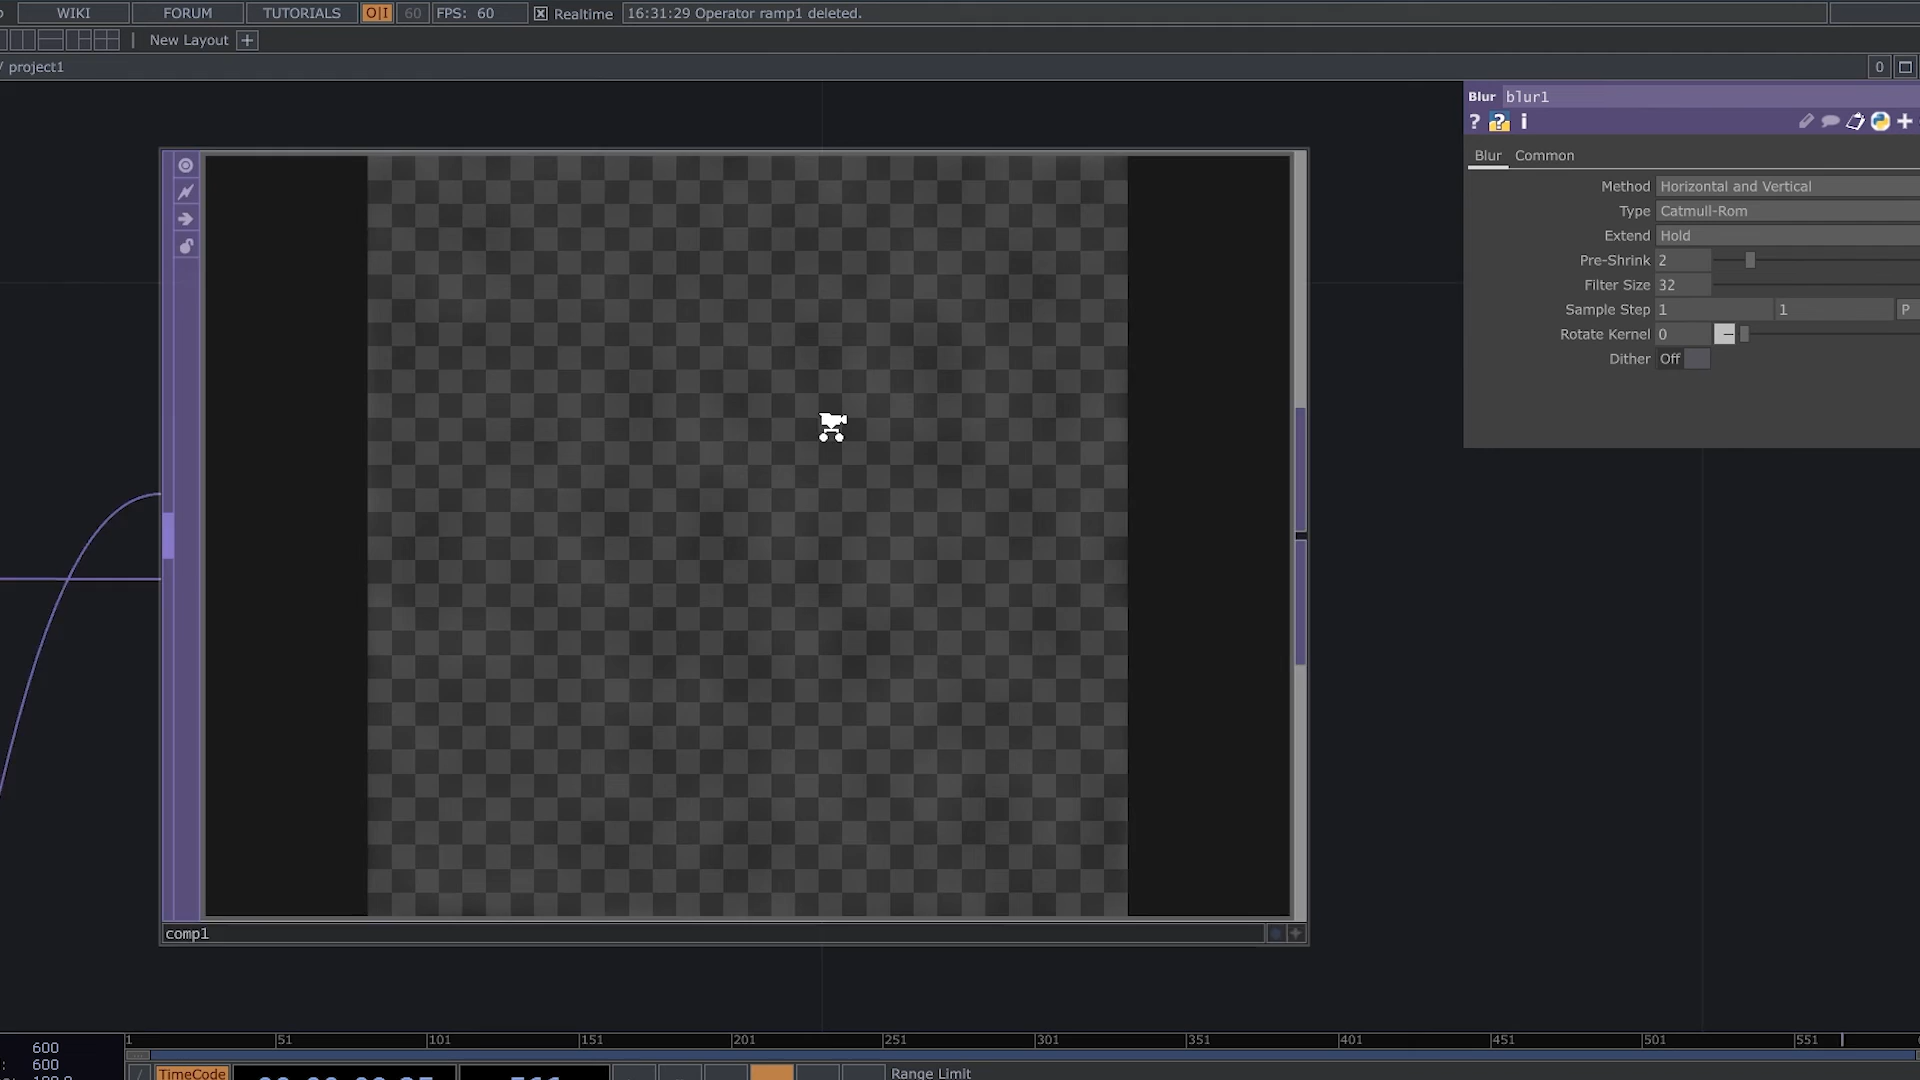 WIKI FORUM TUTORIALS O|I 60 FPS: 60 Realtime 16:31:29 Operator ramp1 deleted.
New Layout +
/ project1 0
Blur blur1
? ? i
Blur Common
Method Horizontal and Vertical
Type Catmull-Rom
Extend Hold
Pre-Shrink 2
Filter Size 32
Sample Step 1 1 P
Rotate Kernel 0
Dither Off
comp1
1 51 101 151 201 251 301 351 401 451 501 551
600
600
TimeCode
Range Limit